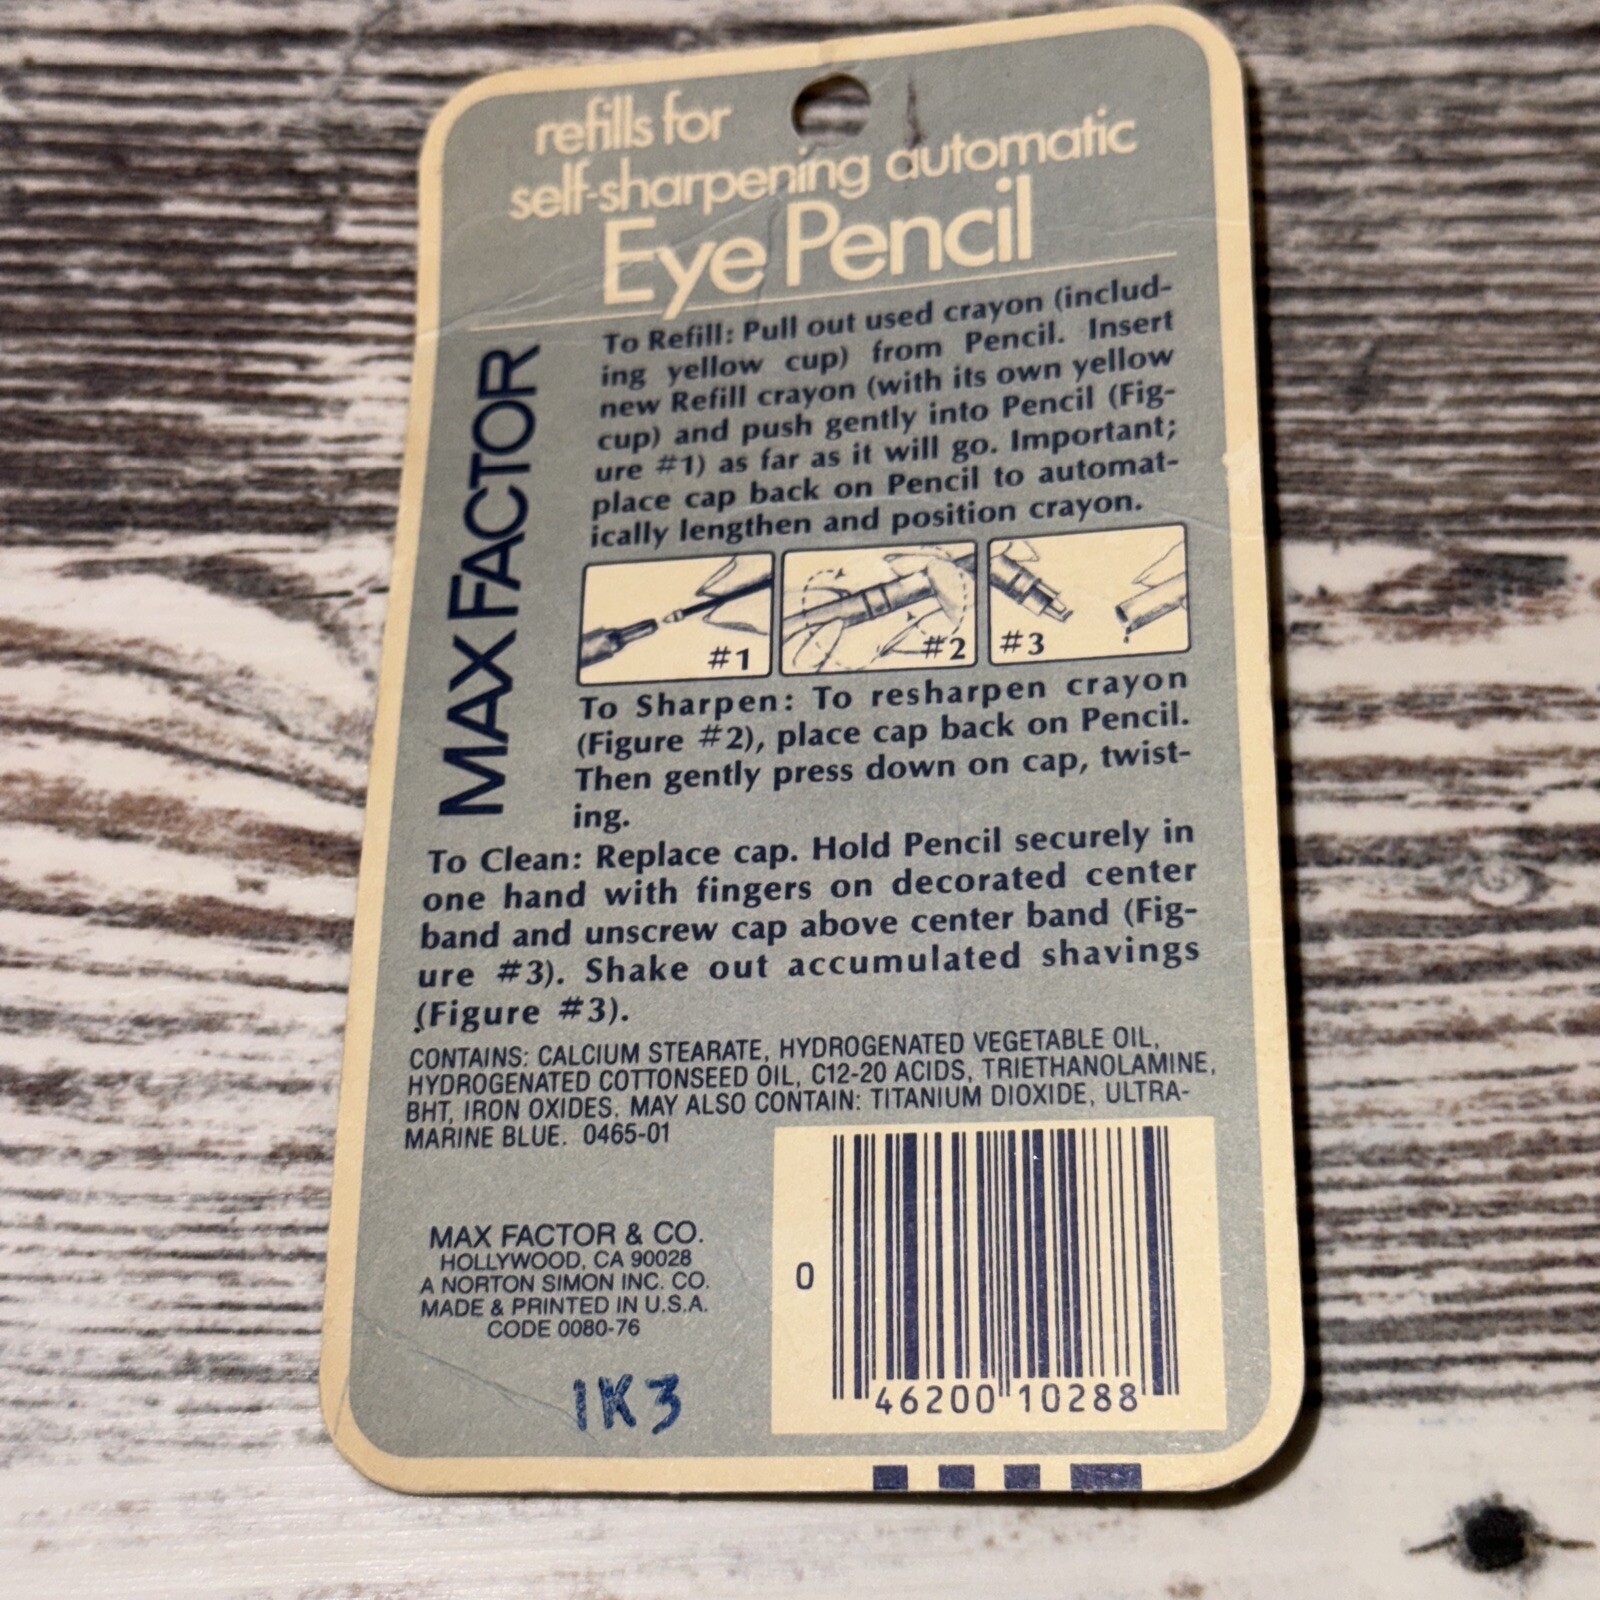 refills for
self-sharpening automatic
Eye Pencil
MAX FACTOR
To Refill: Pull out used crayon (includ-
ing yellow cup) from Pencil. Insert
new Refill crayon (with its own yellow
cup) and push gently into Pencil (Fig-
ure #1) as far as it will go. Important;
place cap back on Pencil to automat-
ically lengthen and position crayon.
#1 #2 #3
To Sharpen: To resharpen crayon
(Figure #2), place cap back on Pencil.
Then gently press down on cap, twist-
ing.
To Clean: Replace cap. Hold Pencil securely in
one hand with fingers on decorated center
band and unscrew cap above center band (Fig-
ure #3). Shake out accumulated shavings
(Figure #3).
CONTAINS: CALCIUM STEARATE, HYDROGENATED VEGETABLE OIL,
HYDROGENATED COTTONSEED OIL, C12-20 ACIDS, TRIETHANOLAMINE,
BHT, IRON OXIDES. MAY ALSO CONTAIN: TITANIUM DIOXIDE, ULTRA-
MARINE BLUE. 0465-01
MAX FACTOR & CO.
HOLLYWOOD, CA 90028
A NORTON SIMON INC. CO.
MADE & PRINTED IN U.S.A.
CODE 0080-76
1K3
0 46200 10288